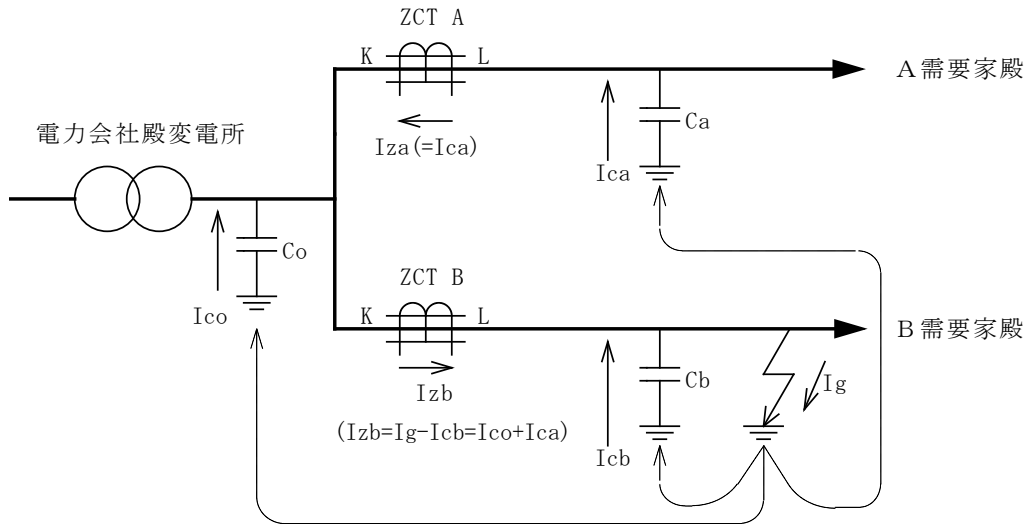 ZCT A
K
L
A需要家殿
Iza(=Ica)
Ca
Ica
電力会社殿変電所
Co
Ico
ZCT B
K
L
B需要家殿
Izb
(Izb=Ig-Icb=Ico+Ica)
Cb
Icb
Ig